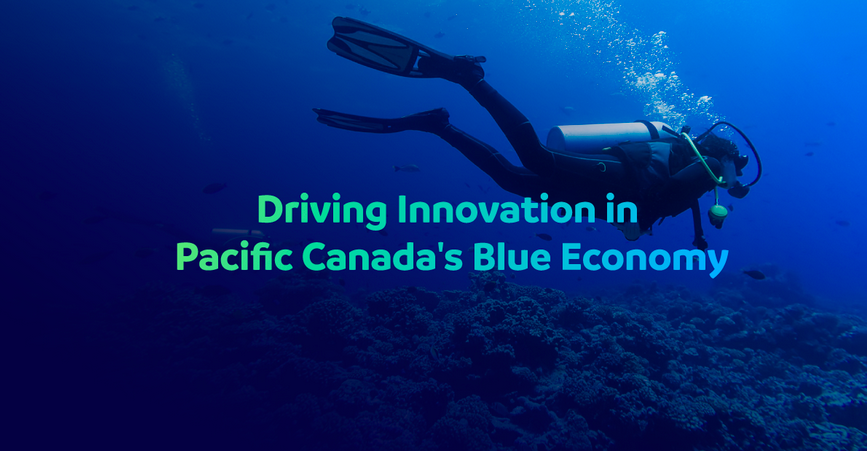 Driving Innovation in
Pacific Canada's Blue Economy